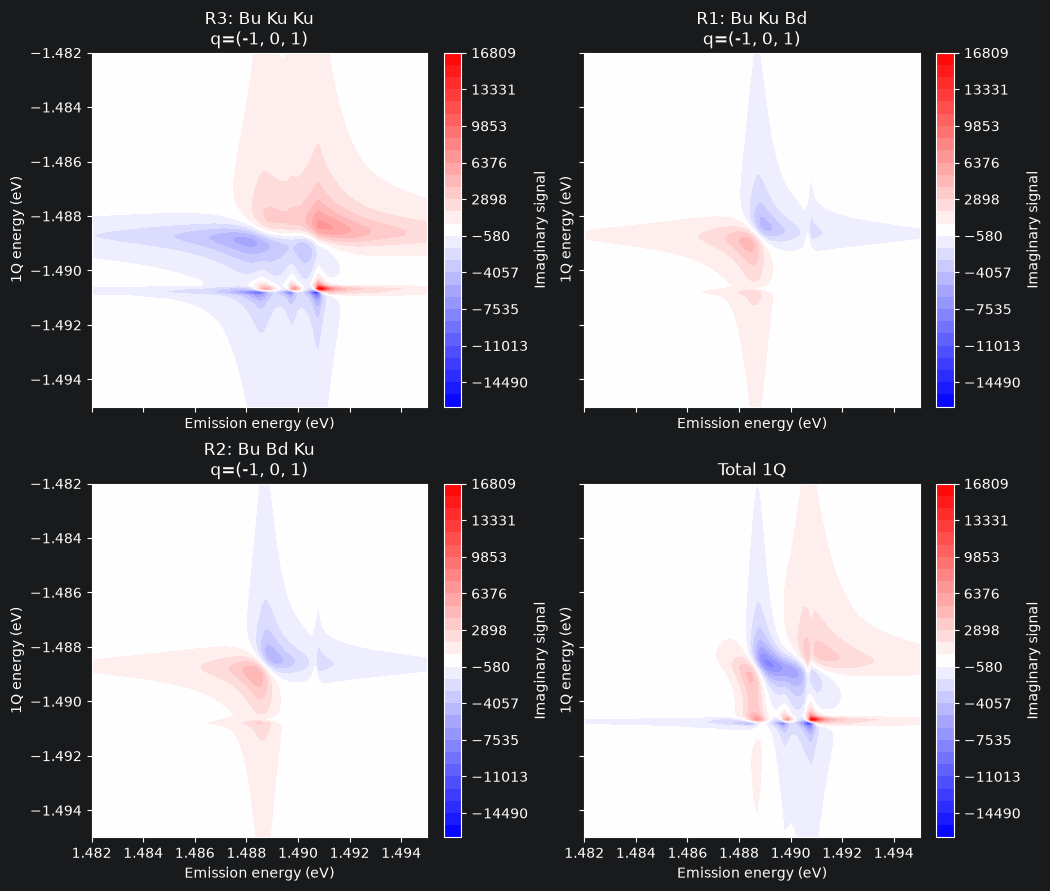 R3: Bu Ku Ku
q=(-1, 0, 1)
−1.482
−1.484
−1.486
−1.488
−1.490
−1.492
−1.494
1Q energy (eV)
Emission energy (eV)
16809
13331
9853
6376
2898
−580
−4057
−7535
−11013
−14490
Imaginary signal
R1: Bu Ku Bd
q=(-1, 0, 1)
1Q energy (eV)
Emission energy (eV)
16809
13331
9853
6376
2898
−580
−4057
−7535
−11013
−14490
Imaginary signal
R2: Bu Bd Ku
q=(-1, 0, 1)
−1.482
−1.484
−1.486
−1.488
−1.490
−1.492
−1.494
1Q energy (eV)
1.482 1.484 1.486 1.488 1.490 1.492 1.494
Emission energy (eV)
16809
13331
9853
6376
2898
−580
−4057
−7535
−11013
−14490
Imaginary signal
Total 1Q
1Q energy (eV)
1.482 1.484 1.486 1.488 1.490 1.492 1.494
Emission energy (eV)
16809
13331
9853
6376
2898
−580
−4057
−7535
−11013
−14490
Imaginary signal